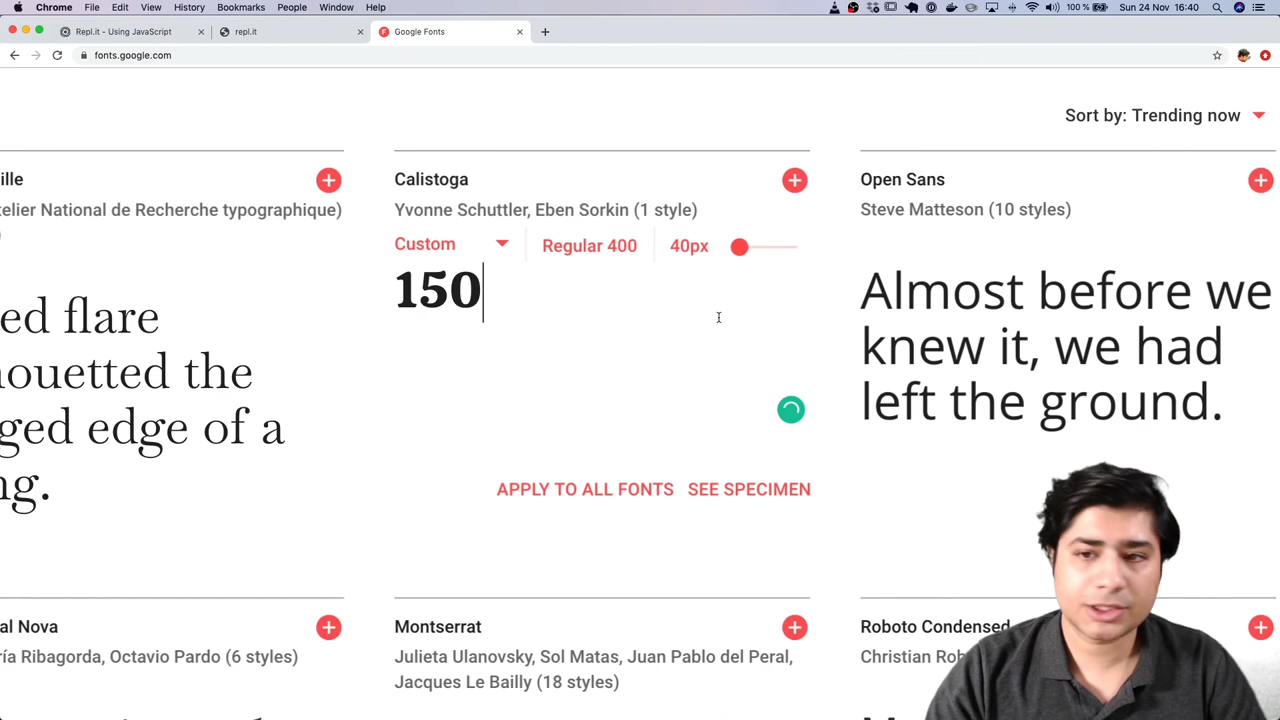 Chrome File Edit View History Bookmarks People Window Help 100 % Sun 24 Nov 16:40
Repl.it - Using JavaScript repl.it Google Fonts
fonts.google.com
Sort by: Trending now
ille
telier National de Recherche typographique)
)
ed flare
nouetted the
ged edge of a
ng.
Calistoga
Yvonne Schuttler, Eben Sorkin (1 style)
Custom Regular 400 40px
150
APPLY TO ALL FONTS SEE SPECIMEN
Open Sans
Steve Matteson (10 styles)
Almost before we
knew it, we had
left the ground.
al Nova
ría Ribagorda, Octavio Pardo (6 styles)
Montserrat
Julieta Ulanovsky, Sol Matas, Juan Pablo del Peral,
Jacques Le Bailly (18 styles)
Roboto Condensed
Christian Rob